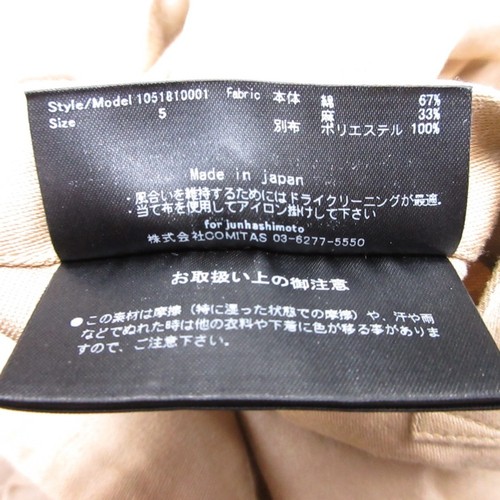 Style/Model 1051810001 Fabric 本体 綿 67%
麻 33%
Size 5 別布 ポリエステル 100%
Made in japan
・風合いを維持するためにはドライクリーニングが最適.
・当て布を使用してアイロン掛けして下さい
for junhashimoto
株式会社COMITAS 03-6277-5550
お取扱い上の御注意
●この素材は摩擦（特に湿った状態での摩擦）や、汗や雨
などでぬれた時は他の衣料や下着に色が移る事があり
ますので、ご注意下さい。